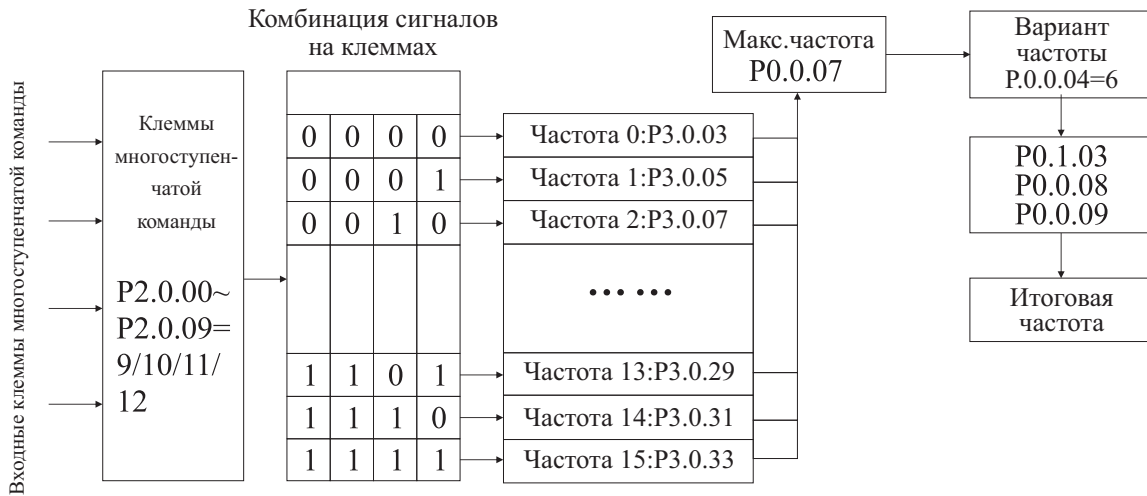 Входные клеммы многоступенчатой команды
Клеммы
многоступен-
чатой
команды
P2.0.00~
P2.0.09=
9/10/11/
12
Комбинация сигналов
на клеммах
0 0 0 0
0 0 0 1
0 0 1 0
1 1 0 1
1 1 1 0
1 1 1 1
Частота 0:P3.0.03
Частота 1:P3.0.05
Частота 2:P3.0.07
•••  •••
Частота 13:P3.0.29
Частота 14:P3.0.31
Частота 15:P3.0.33
Макс.частота
P0.0.07
Вариант
частоты
P.0.0.04=6
P0.1.03
P0.0.08
P0.0.09
Итоговая
частота